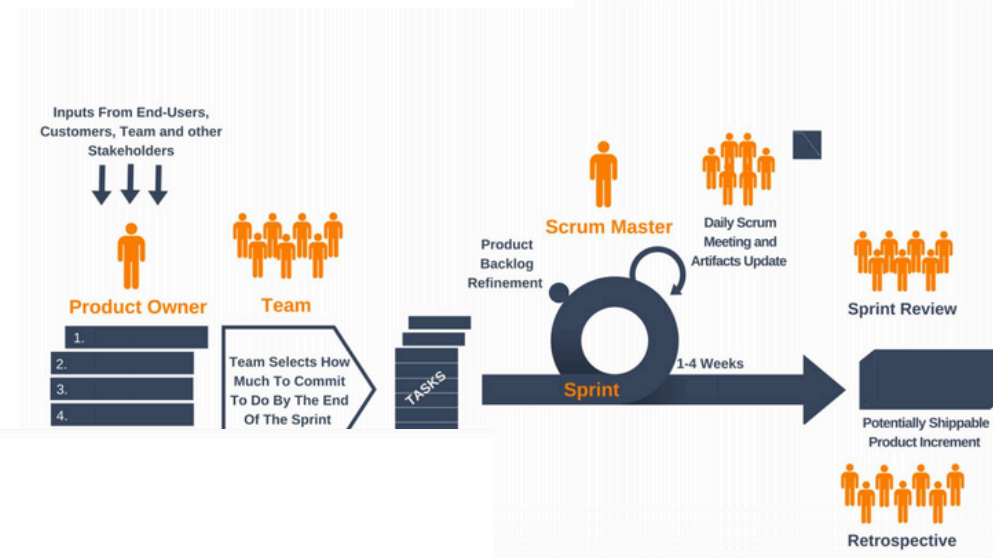 Inputs From End-Users,
Customers, Team and other
Stakeholders
Product Owner
1.
2.
3.
4.
Team
Team Selects How
Much To Commit
To Do By The End
Of The Sprint
TASKS
Product
Backlog
Refinement
Scrum Master
Daily Scrum
Meeting and
Artifacts Update
1-4 Weeks
Sprint
Sprint Review
Potentially Shippable
Product Increment
Retrospective